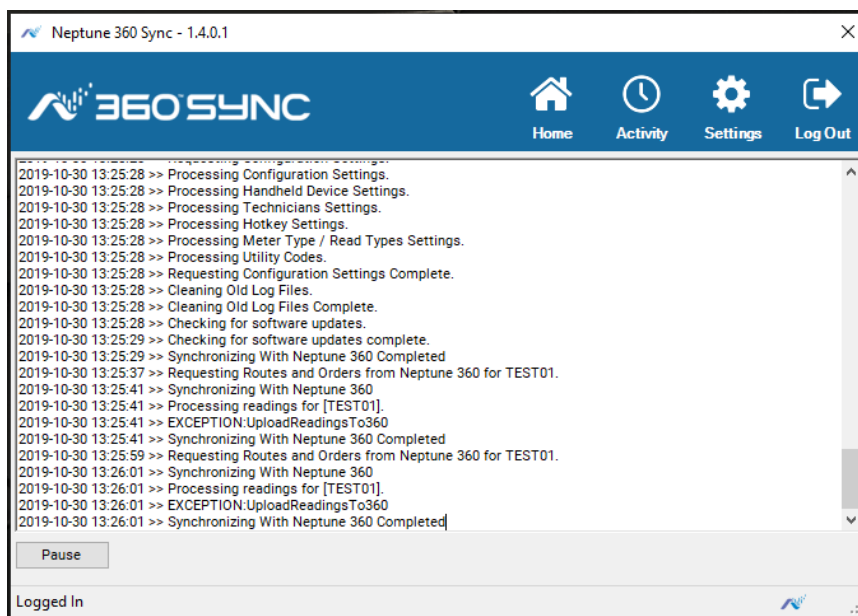 Neptune 360 Sync - 1.4.0.1
360 SYNC
Home Activity Settings Log Out
2019-10-30 13:25:28 >> Requesting Configuration Settings.
2019-10-30 13:25:28 >> Processing Configuration Settings.
2019-10-30 13:25:28 >> Processing Handheld Device Settings.
2019-10-30 13:25:28 >> Processing Technicians Settings.
2019-10-30 13:25:28 >> Processing Hotkey Settings.
2019-10-30 13:25:28 >> Processing Meter Type / Read Types Settings.
2019-10-30 13:25:28 >> Processing Utility Codes.
2019-10-30 13:25:28 >> Requesting Configuration Settings Complete.
2019-10-30 13:25:28 >> Cleaning Old Log Files.
2019-10-30 13:25:28 >> Cleaning Old Log Files Complete.
2019-10-30 13:25:28 >> Checking for software updates.
2019-10-30 13:25:29 >> Checking for software updates complete.
2019-10-30 13:25:29 >> Synchronizing With Neptune 360 Completed
2019-10-30 13:25:37 >> Requesting Routes and Orders from Neptune 360 for TEST01.
2019-10-30 13:25:41 >> Synchronizing With Neptune 360
2019-10-30 13:25:41 >> Processing readings for [TEST01].
2019-10-30 13:25:41 >> EXCEPTION:UploadReadingsTo360
2019-10-30 13:25:41 >> Synchronizing With Neptune 360 Completed
2019-10-30 13:25:59 >> Requesting Routes and Orders from Neptune 360 for TEST01.
2019-10-30 13:26:01 >> Synchronizing With Neptune 360
2019-10-30 13:26:01 >> Processing readings for [TEST01].
2019-10-30 13:26:01 >> EXCEPTION:UploadReadingsTo360
2019-10-30 13:26:01 >> Synchronizing With Neptune 360 Completed
Pause
Logged In